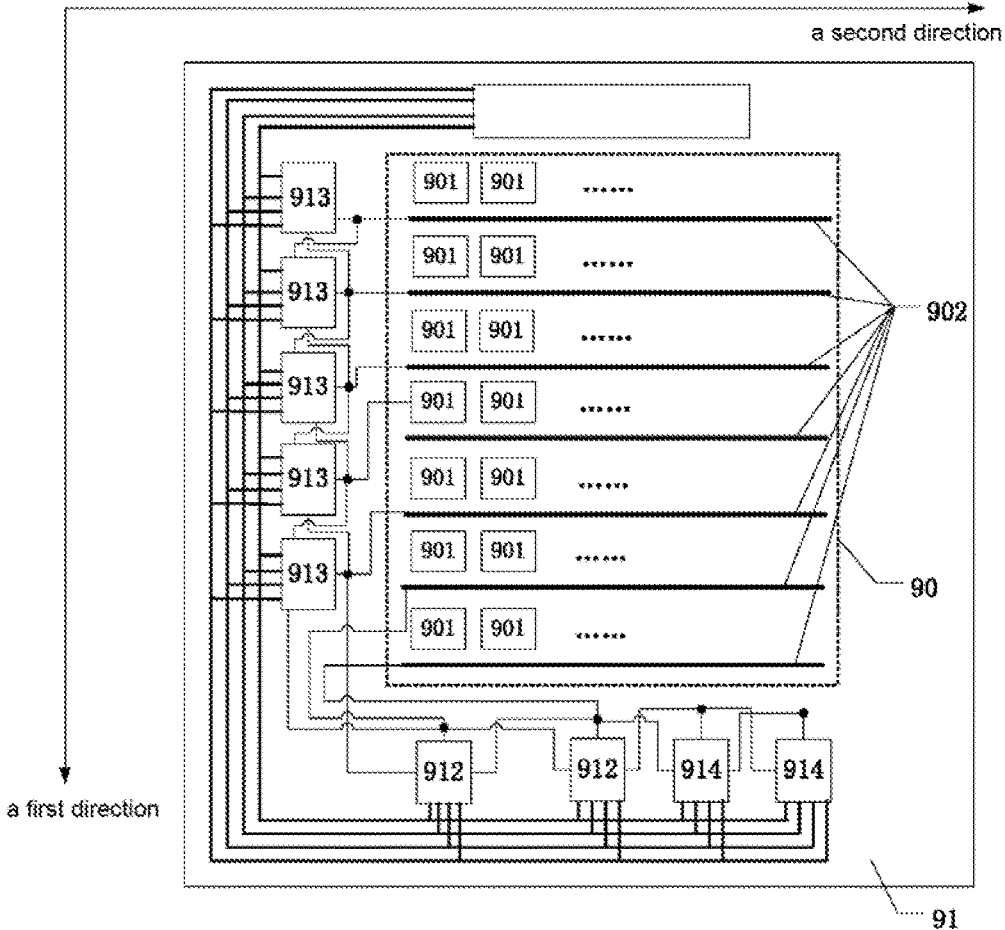 a second direction
913 901 901 ......
913 901 901 ......
902
913 901 901 ......
913 901 901 ......
913 901 901 ......
901 901 ......
90
901 901 ......
912 912 914 914
a first direction
91